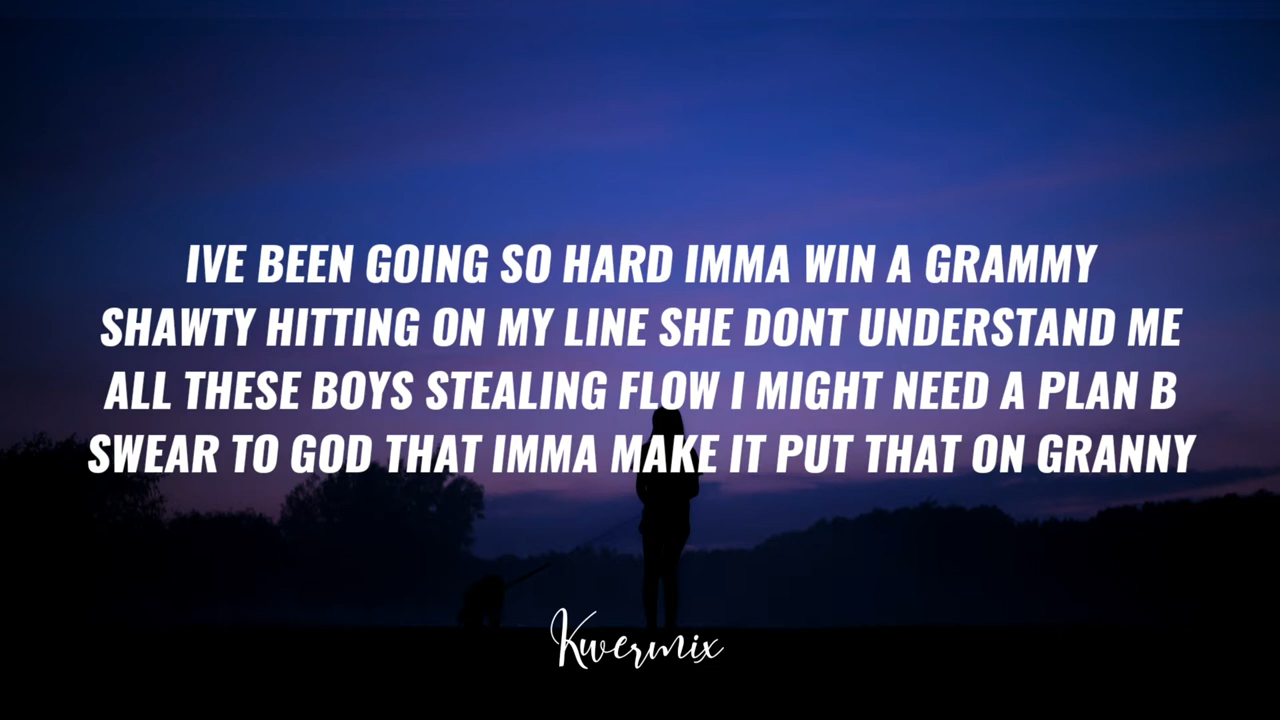 IVE BEEN GOING SO HARD IMMA WIN A GRAMMY
SHAWTY HITTING ON MY LINE SHE DONT UNDERSTAND ME
ALL THESE BOYS STEALING FLOW I MIGHT NEED A PLAN B
SWEAR TO GOD THAT IMMA MAKE IT PUT THAT ON GRANNY
Kwermix